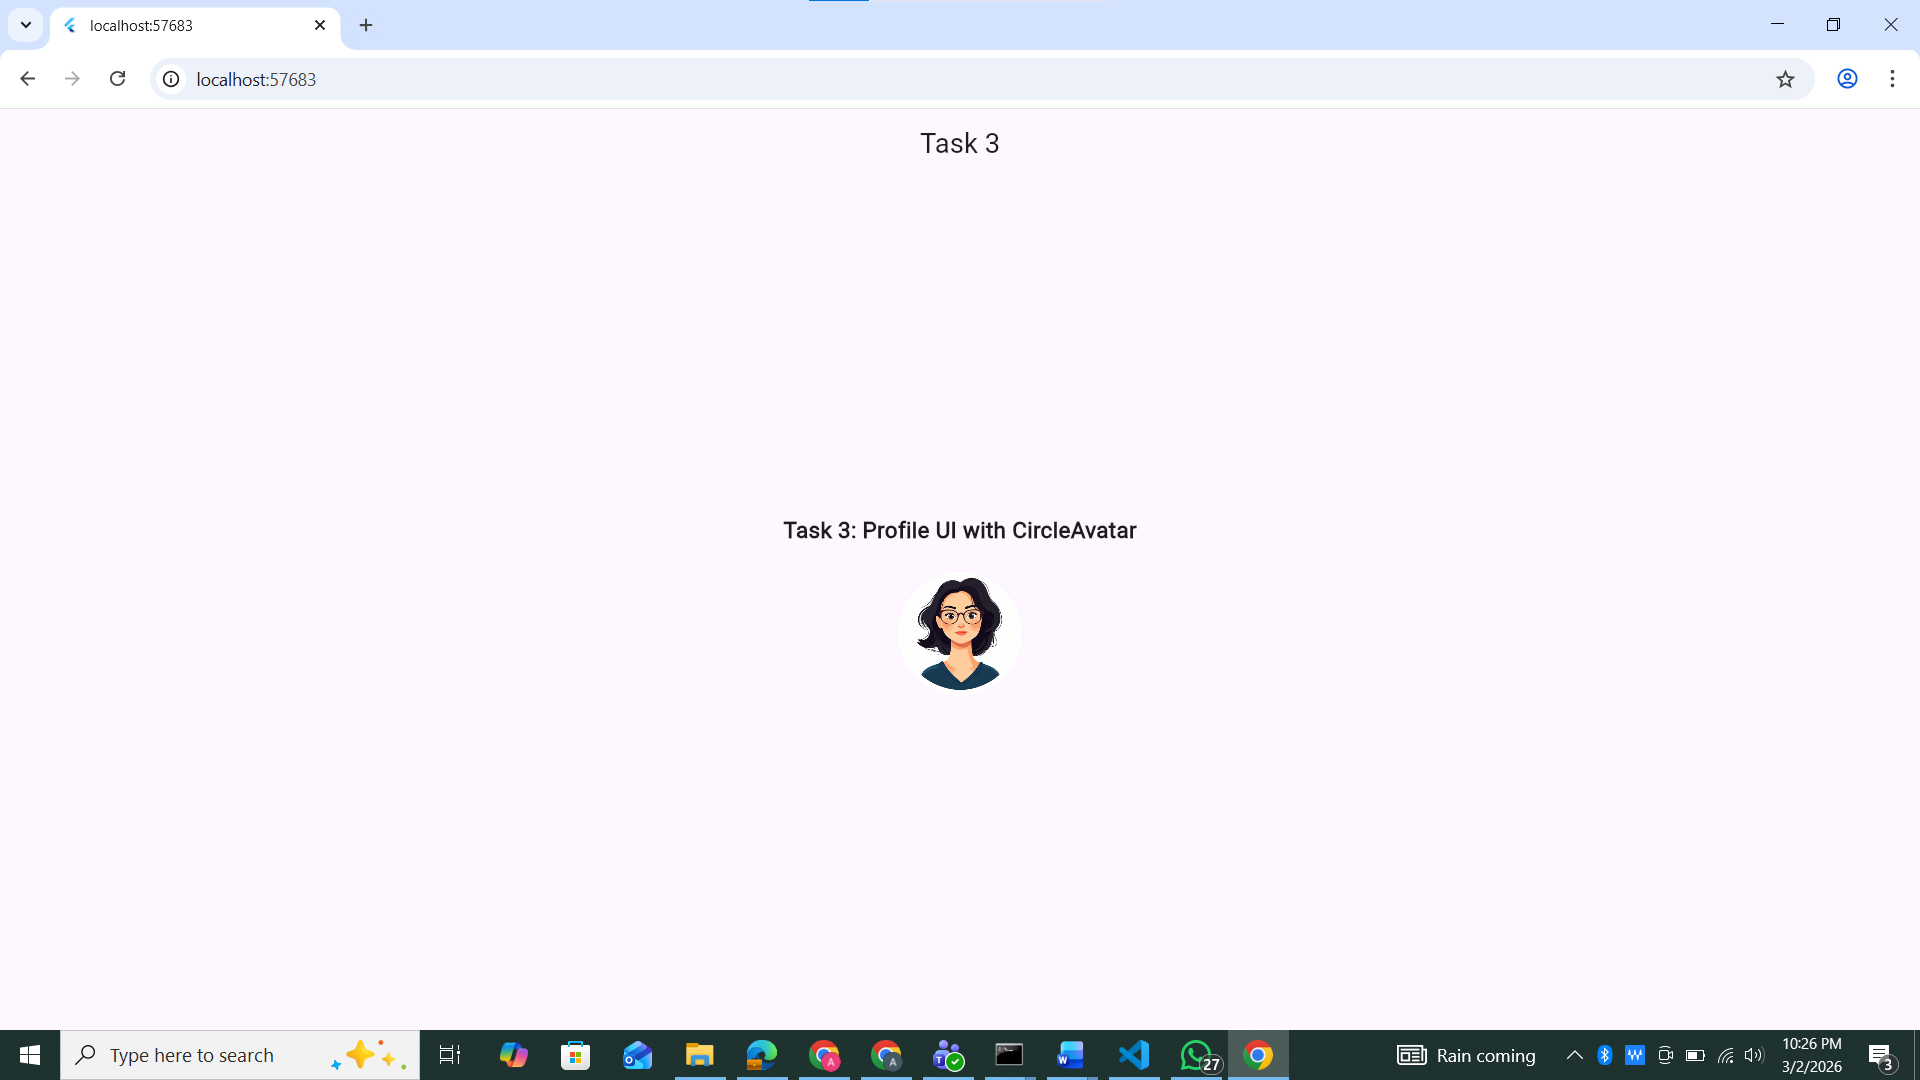 localhost:57683
localhost:57683
Task 3
Task 3: Profile UI with CircleAvatar
Type here to search
A
A
T
W
27
Rain coming
10:26 PM
3/2/2026
3